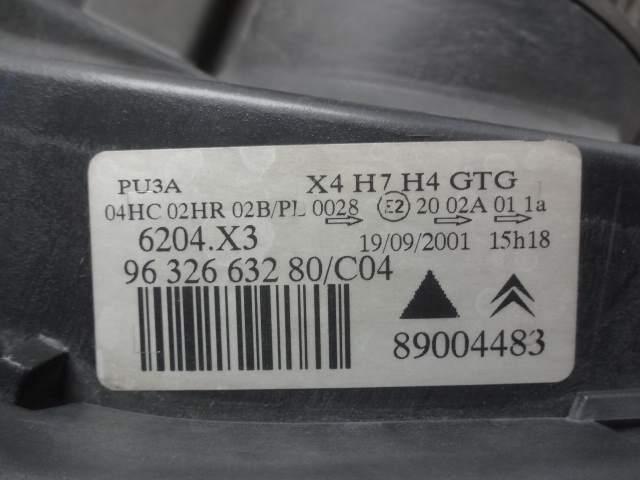 PU3A X4 H7 H4 GTG
04HC 02HR 02B/PL 0028 E2 20 02A 01 1a
6204.X3 19/09/2001 15h18
96 326 632 80/C04
89004483